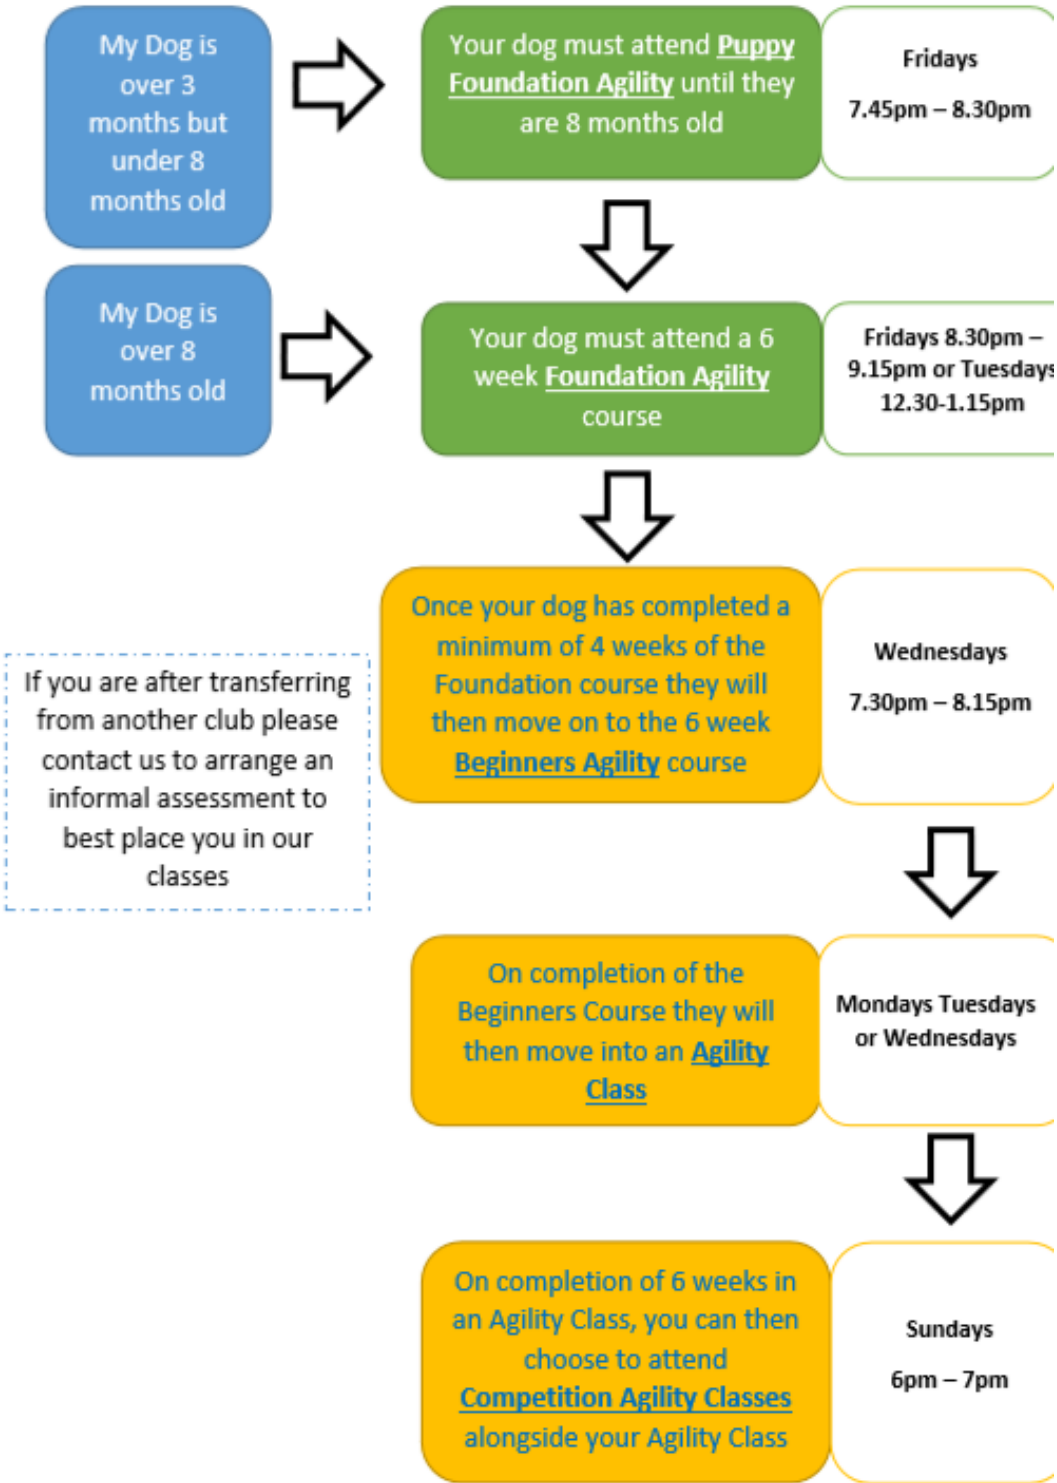 My Dog is
over 3
months but
under 8
months old
Your dog must attend Puppy
Foundation Agility until they
are 8 months old
Fridays
7.45pm – 8.30pm
My Dog is
over 8
months old
Your dog must attend a 6
week Foundation Agility
course
Fridays 8.30pm –
9.15pm or Tuesdays
12.30-1.15pm
Once your dog has completed a
minimum of 4 weeks of the
Foundation course they will
then move on to the 6 week
Beginners Agility course
Wednesdays
7.30pm – 8.15pm
If you are after transferring
from another club please
contact us to arrange an
informal assessment to
best place you in our
classes
On completion of the
Beginners Course they will
then move into an Agility
Class
Mondays Tuesdays
or Wednesdays
On completion of 6 weeks in
an Agility Class, you can then
choose to attend
Competition Agility Classes
alongside your Agility Class
Sundays
6pm – 7pm